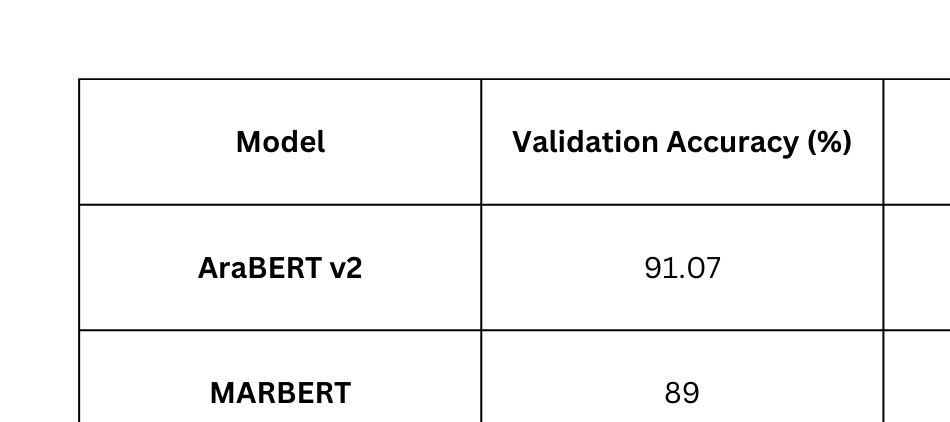 Model Validation Accuracy (%)
AraBERT v2 91.07
MARBERT 89